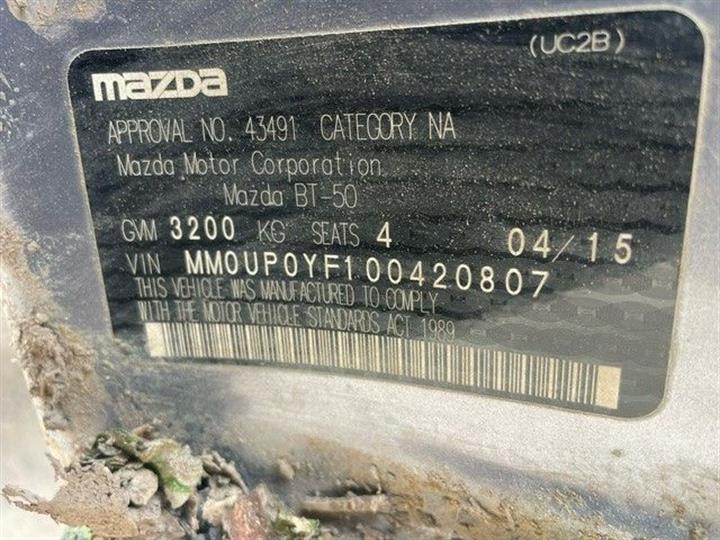 (UC2B)
mazda
APPROVAL NO. 43491 CATEGORY NA
Mazda Motor Corporation
Mazda BT-50
GVM 3200 KG SEATS 4 04/15
VIN MM0UP0YF100420807
THIS VEHICLE WAS MANUFACTURED TO COMPLY
WITH THE MOTOR VEHICLE STANDARDS ACT 1989